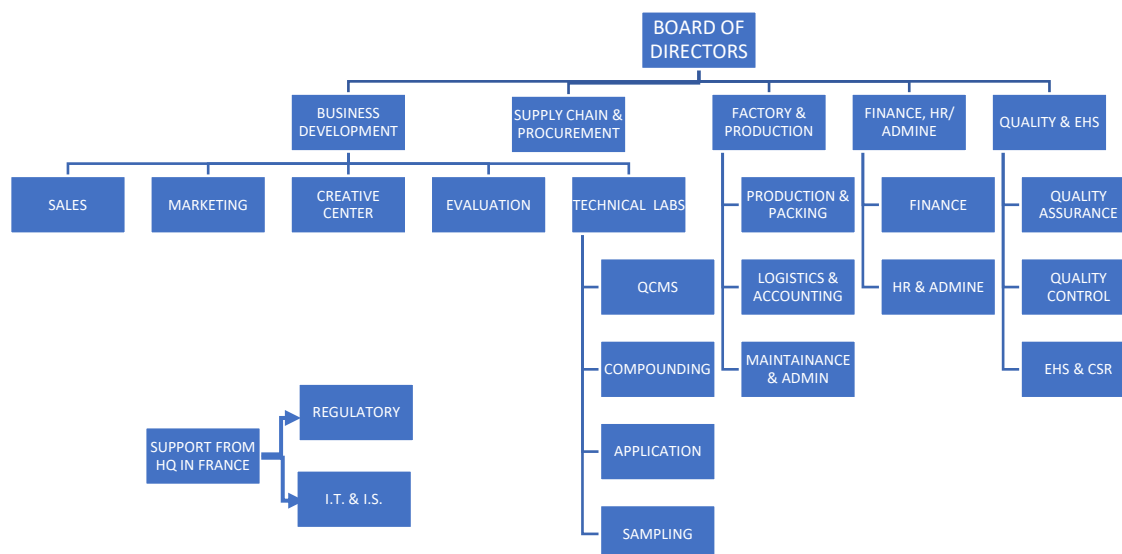 BOARD OF
DIRECTORS
BUSINESS
DEVELOPMENT
SUPPLY CHAIN &
PROCUREMENT
FACTORY &
PRODUCTION
FINANCE, HR/
ADMINE
QUALITY & EHS
SALES
MARKETING
CREATIVE
CENTER
EVALUATION
TECHNICAL LABS
PRODUCTION &
PACKING
FINANCE
QUALITY
ASSURANCE
QCMS
LOGISTICS &
ACCOUNTING
HR & ADMINE
QUALITY
CONTROL
COMPOUNDING
MAINTAINANCE
& ADMIN
EHS & CSR
REGULATORY
SUPPORT FROM
HQ IN FRANCE
APPLICATION
I.T. & I.S.
SAMPLING